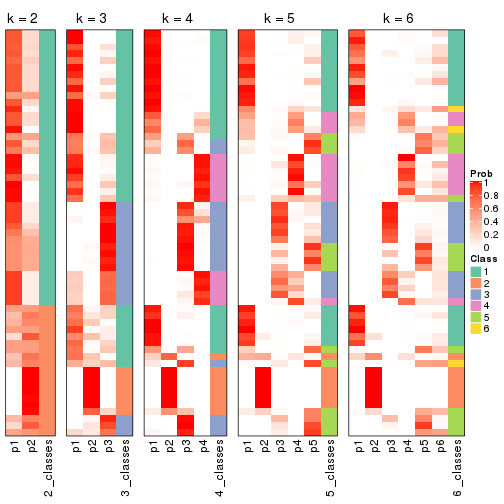 k = 2 k = 3 k = 4 k = 5 k = 6
p1 p2 2_classes
p1 p2 p3 3_classes
p1 p2 p3 p4 4_classes
p1 p2 p3 p4 p5 5_classes
p1 p2 p3 p4 p5 p6 6_classes
Prob
1
0.8
0.6
0.4
0.2
0
Class
1
2
3
4
5
6